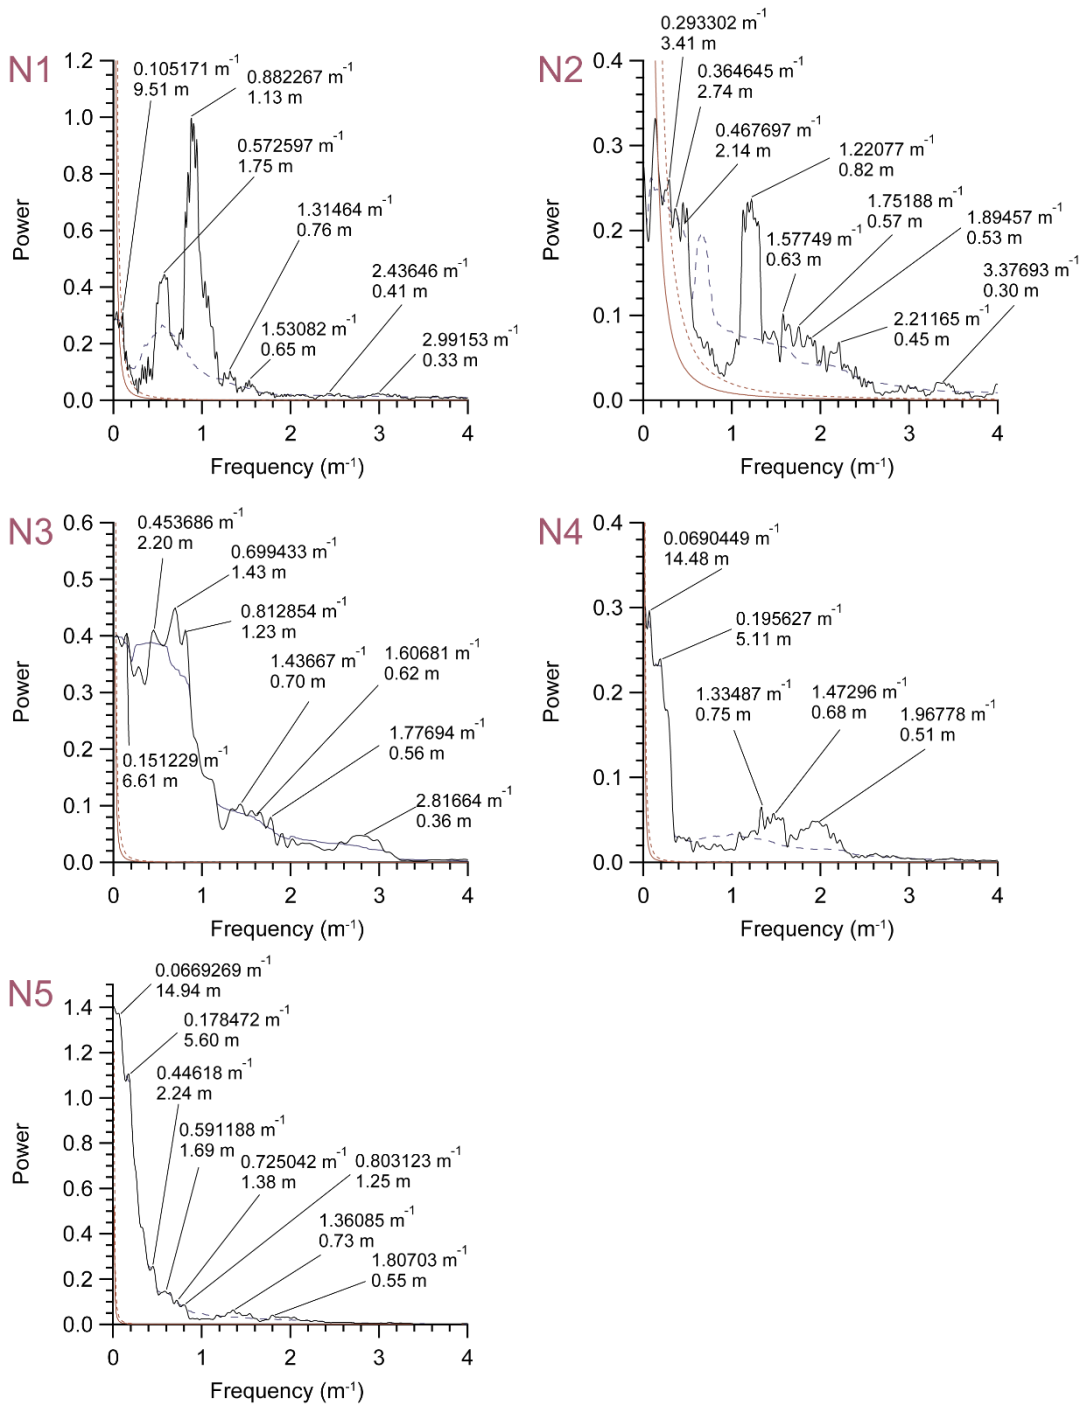 N1
1.2
1.0
0.8
0.6
0.4
0.2
0.0
Power
0.105171 m-1
9.51 m
0.882267 m-1
1.13 m
0.572597 m-1
1.75 m
1.31464 m-1
0.76 m
2.43646 m-1
0.41 m
1.53082 m-1
0.65 m
2.99153 m-1
0.33 m
0 1 2 3 4
Frequency (m-1)
N2
0.4
0.3
0.2
0.1
0.0
Power
0.293302 m-1
3.41 m
0.364645 m-1
2.74 m
0.467697 m-1
2.14 m
1.22077 m-1
0.82 m
1.75188 m-1
0.57 m
1.89457 m-1
0.53 m
1.57749 m-1
0.63 m
3.37693 m-1
0.30 m
2.21165 m-1
0.45 m
0 1 2 3 4
Frequency (m-1)
N3
0.6
0.5
0.4
0.3
0.2
0.1
0.0
Power
0.453686 m-1
2.20 m
0.699433 m-1
1.43 m
0.812854 m-1
1.23 m
1.43667 m-1
0.70 m
1.60681 m-1
0.62 m
1.77694 m-1
0.56 m
0.151229 m-1
6.61 m
2.81664 m-1
0.36 m
0 1 2 3 4
Frequency (m-1)
N4
0.4
0.3
0.2
0.1
0.0
Power
0.0690449 m-1
14.48 m
0.195627 m-1
5.11 m
1.33487 m-1
0.75 m
1.47296 m-1
0.68 m
1.96778 m-1
0.51 m
0 1 2 3 4
Frequency (m-1)
N5
1.4
1.2
1.0
0.8
0.6
0.4
0.2
0.0
Power
0.0669269 m-1
14.94 m
0.178472 m-1
5.60 m
0.44618 m-1
2.24 m
0.591188 m-1
1.69 m
0.725042 m-1
1.38 m
0.803123 m-1
1.25 m
1.36085 m-1
0.73 m
1.80703 m-1
0.55 m
0 1 2 3 4
Frequency (m-1)